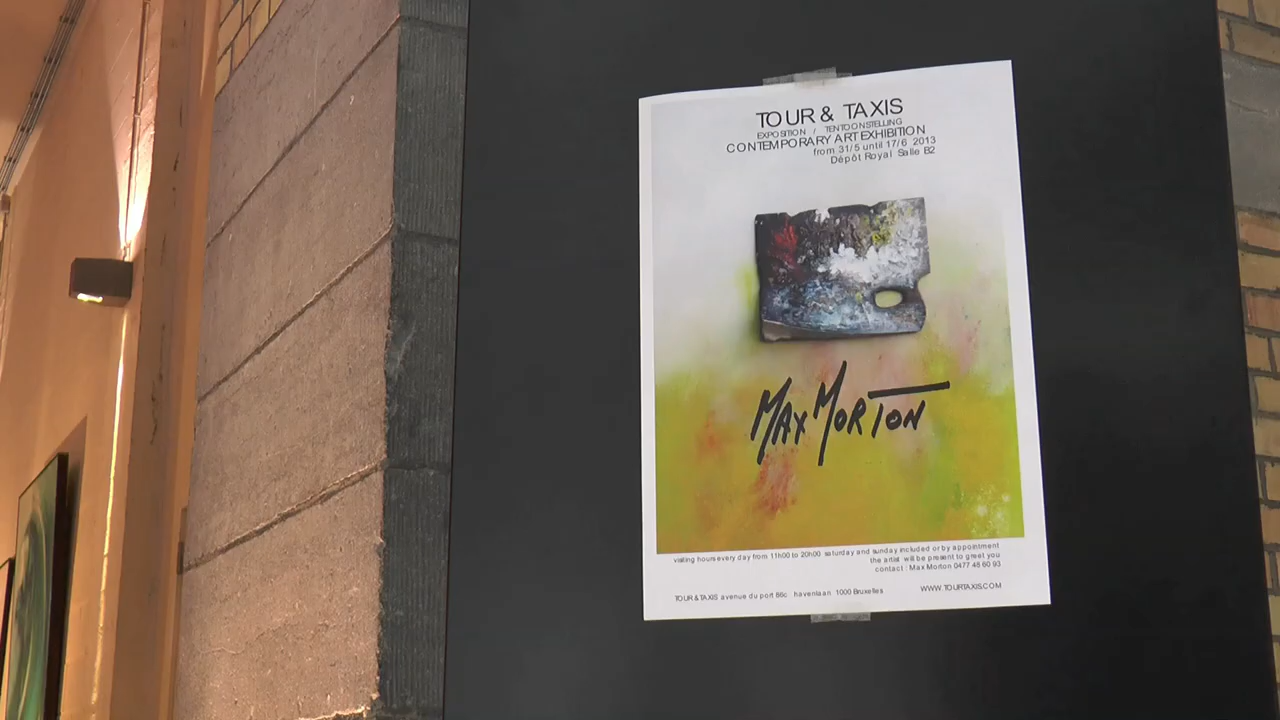 TOUR & TAXIS
EXPOSITION / TENTOONSTELLING
CONTEMPORARY ART EXHIBITION
from 31/5 until 17/6 2013
Dépôt Royal Salle B2
MAX MORTON
visiting hours every day from 11h00 to 20h00 saturday and sunday included or by appointment
the artist will be present to greet you
contact : Max Morton 0477 48 60 93
TOUR & TAXIS avenue du port 86c havenlaan 1000 Bruxelles WWW.TOURTAXIS.COM